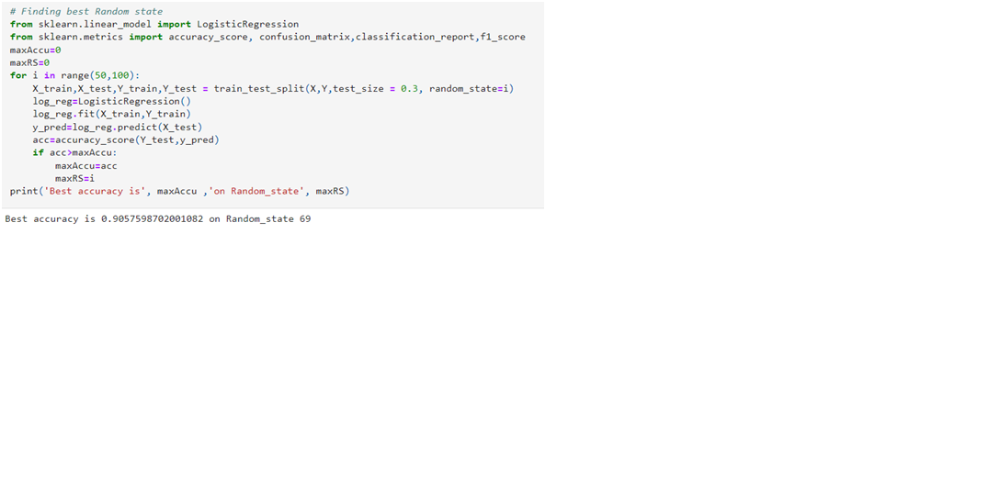 # Finding best Random state
from sklearn.linear_model import LogisticRegression
from sklearn.metrics import accuracy_score, confusion_matrix,classification_report,f1_score
maxAccu=0
maxRS=0
for i in range(50,100):
    X_train,X_test,Y_train,Y_test = train_test_split(X,Y,test_size = 0.3, random_state=i)
    log_reg=LogisticRegression()
    log_reg.fit(X_train,Y_train)
    y_pred=log_reg.predict(X_test)
    acc=accuracy_score(Y_test,y_pred)
    if acc>maxAccu:
        maxAccu=acc
        maxRS=i
print('Best accuracy is', maxAccu ,'on Random_state', maxRS)
Best accuracy is 0.9057598702001082 on Random_state 69